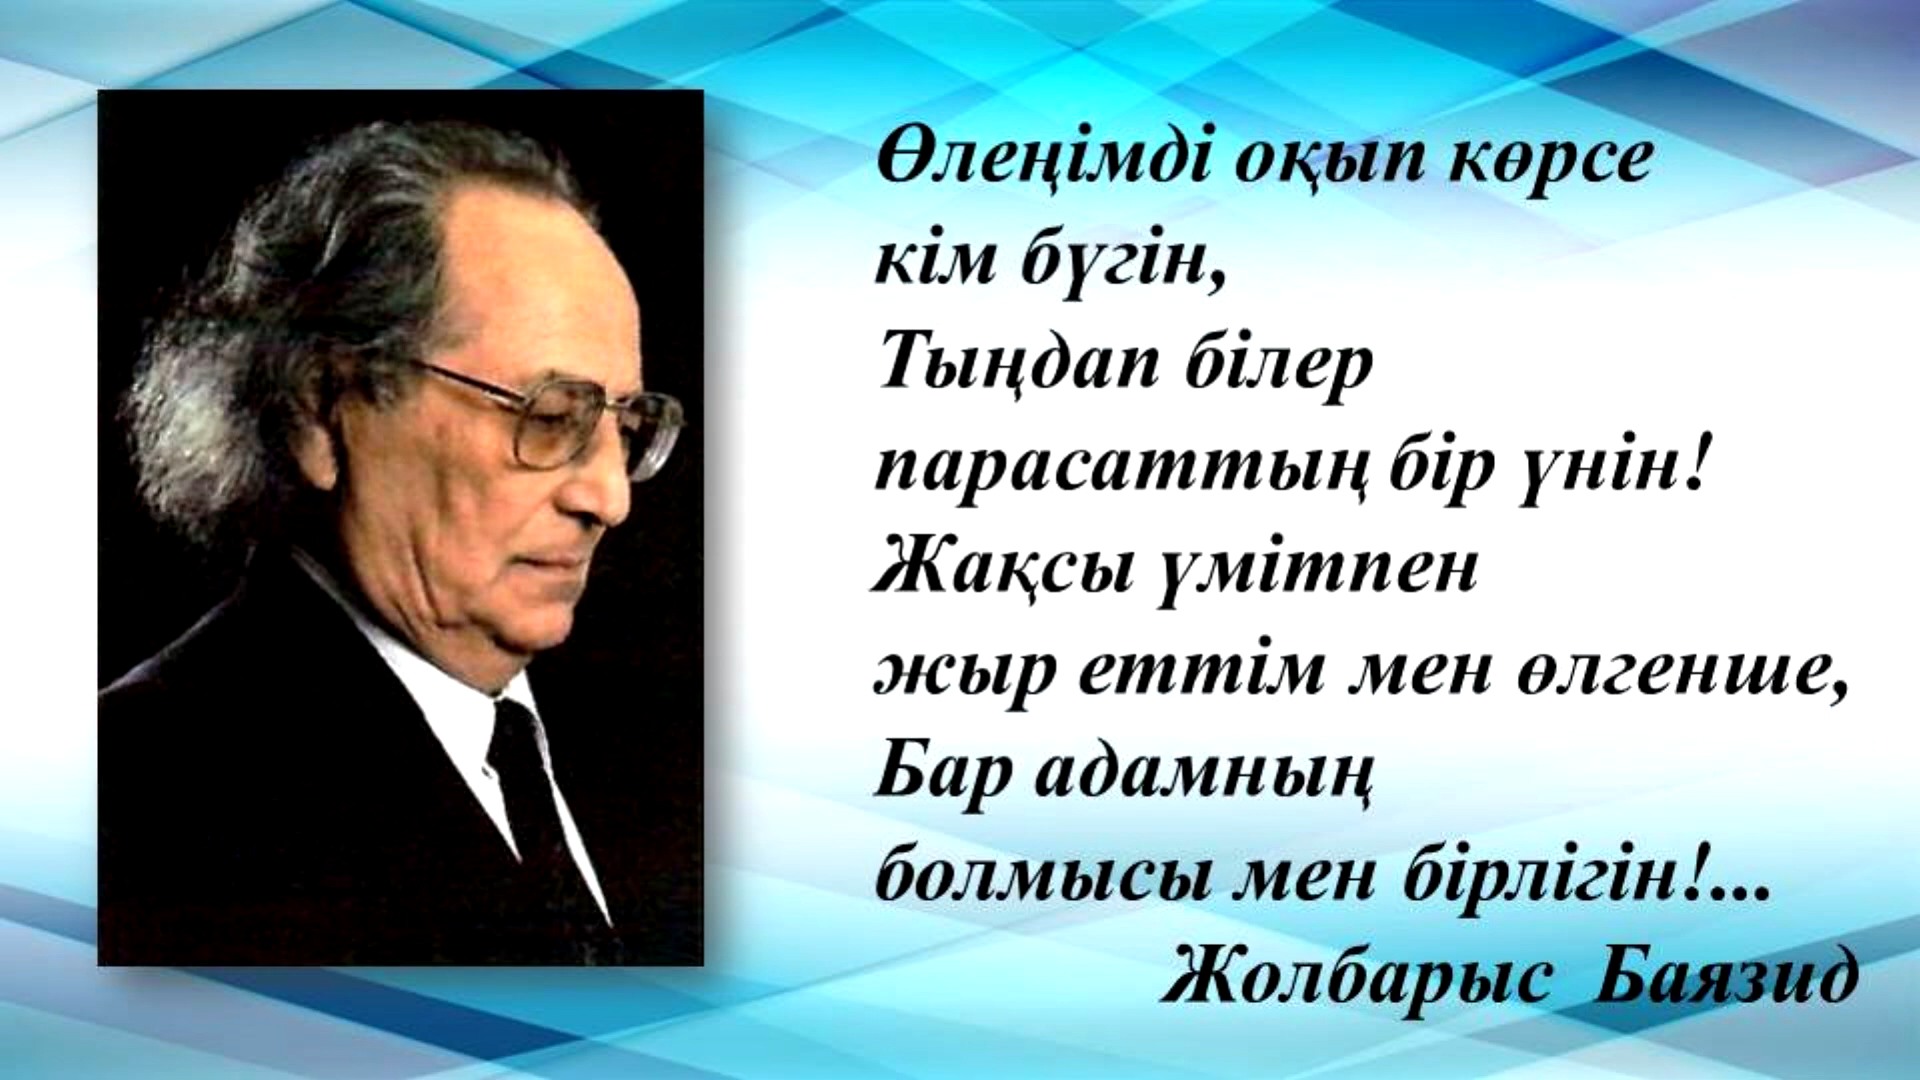 Өлеңімді оқып көрсе
кім бүгін,
Тыңдап білер
парасаттың бір үнін!
Жақсы үмітпен
жыр еттім мен өлгенше,
Бар адамның
болмысы мен бірлігін!...
Жолбарыс Баязид